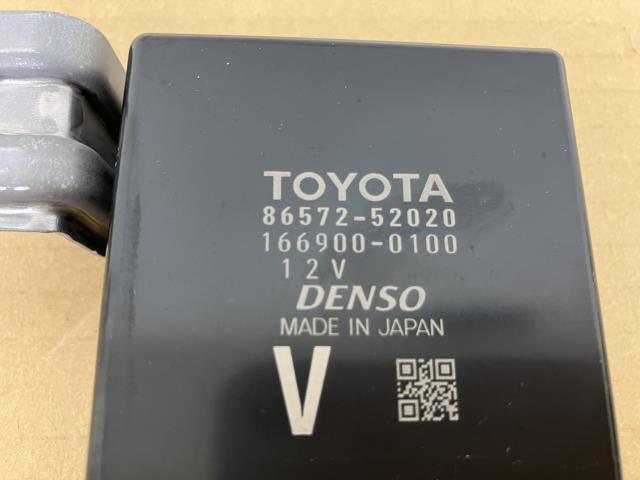 TOYOTA
86572-52020
166900-0100
12V
DENSO
MADE IN JAPAN
V